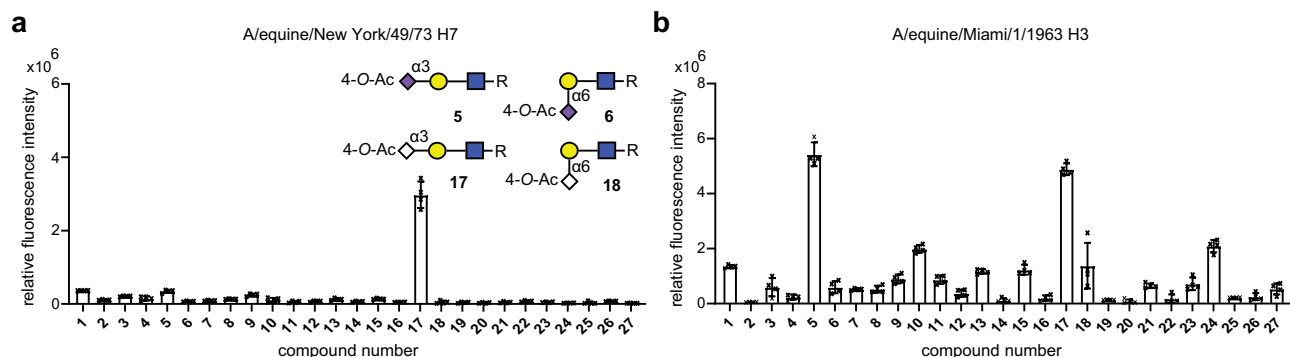 a
A/equine/New York/49/73 H7
x10⁶
relative fluorescence intensity
6
4
2
0
4-O-Ac α3 R
5
α6 R
4-O-Ac
6
4-O-Ac α3 R
17
α6 R
4-O-Ac
18
1 2 3 4 5 6 7 8 9 10 11 12 13 14 15 16 17 18 19 20 21 22 23 24 25 26 27
compound number
b
A/equine/Miami/1/1963 H3
x10⁶
relative fluorescence intensity
8
6
4
2
0
1 2 3 4 5 6 7 8 9 10 11 12 13 14 15 16 17 18 19 20 21 22 23 24 25 26 27
compound number